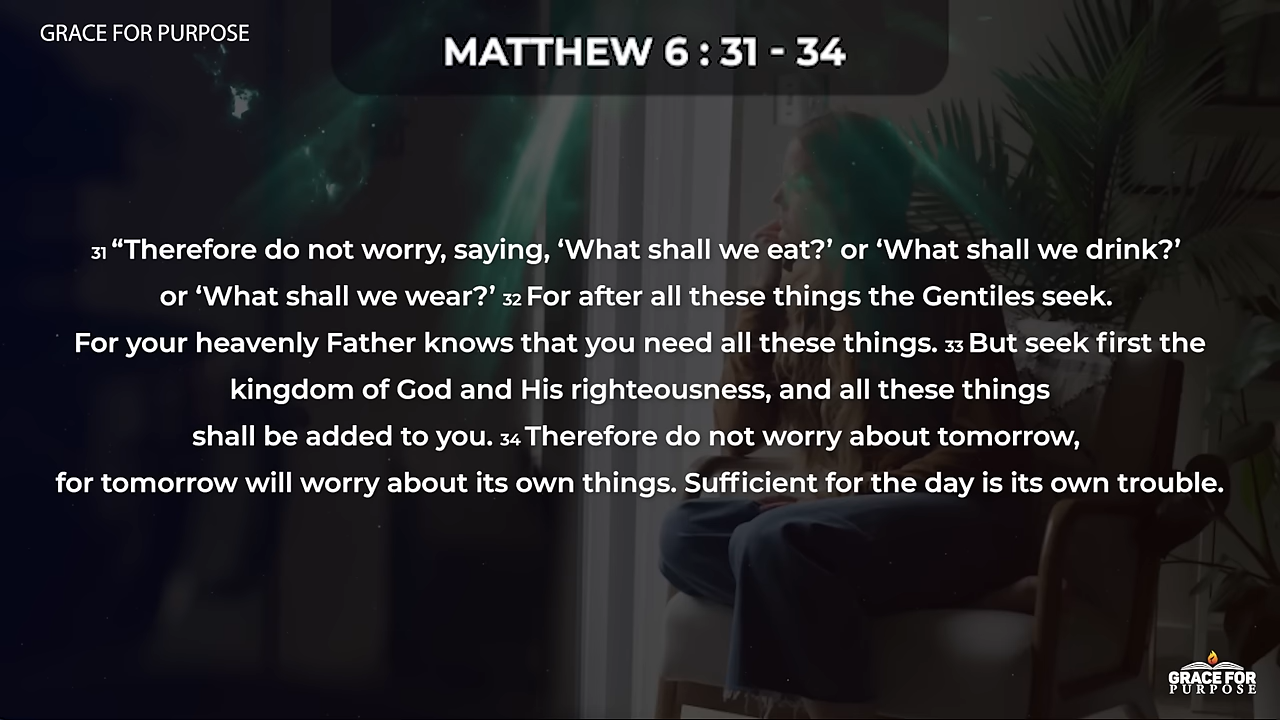 GRACE FOR PURPOSE
MATTHEW 6 : 31 - 34
31 “Therefore do not worry, saying, ‘What shall we eat?’ or ‘What shall we drink?’
or ‘What shall we wear?’ 32 For after all these things the Gentiles seek.
For your heavenly Father knows that you need all these things. 33 But seek first the
kingdom of God and His righteousness, and all these things
shall be added to you. 34 Therefore do not worry about tomorrow,
for tomorrow will worry about its own things. Sufficient for the day is its own trouble.
GRACE FOR
PURPOSE